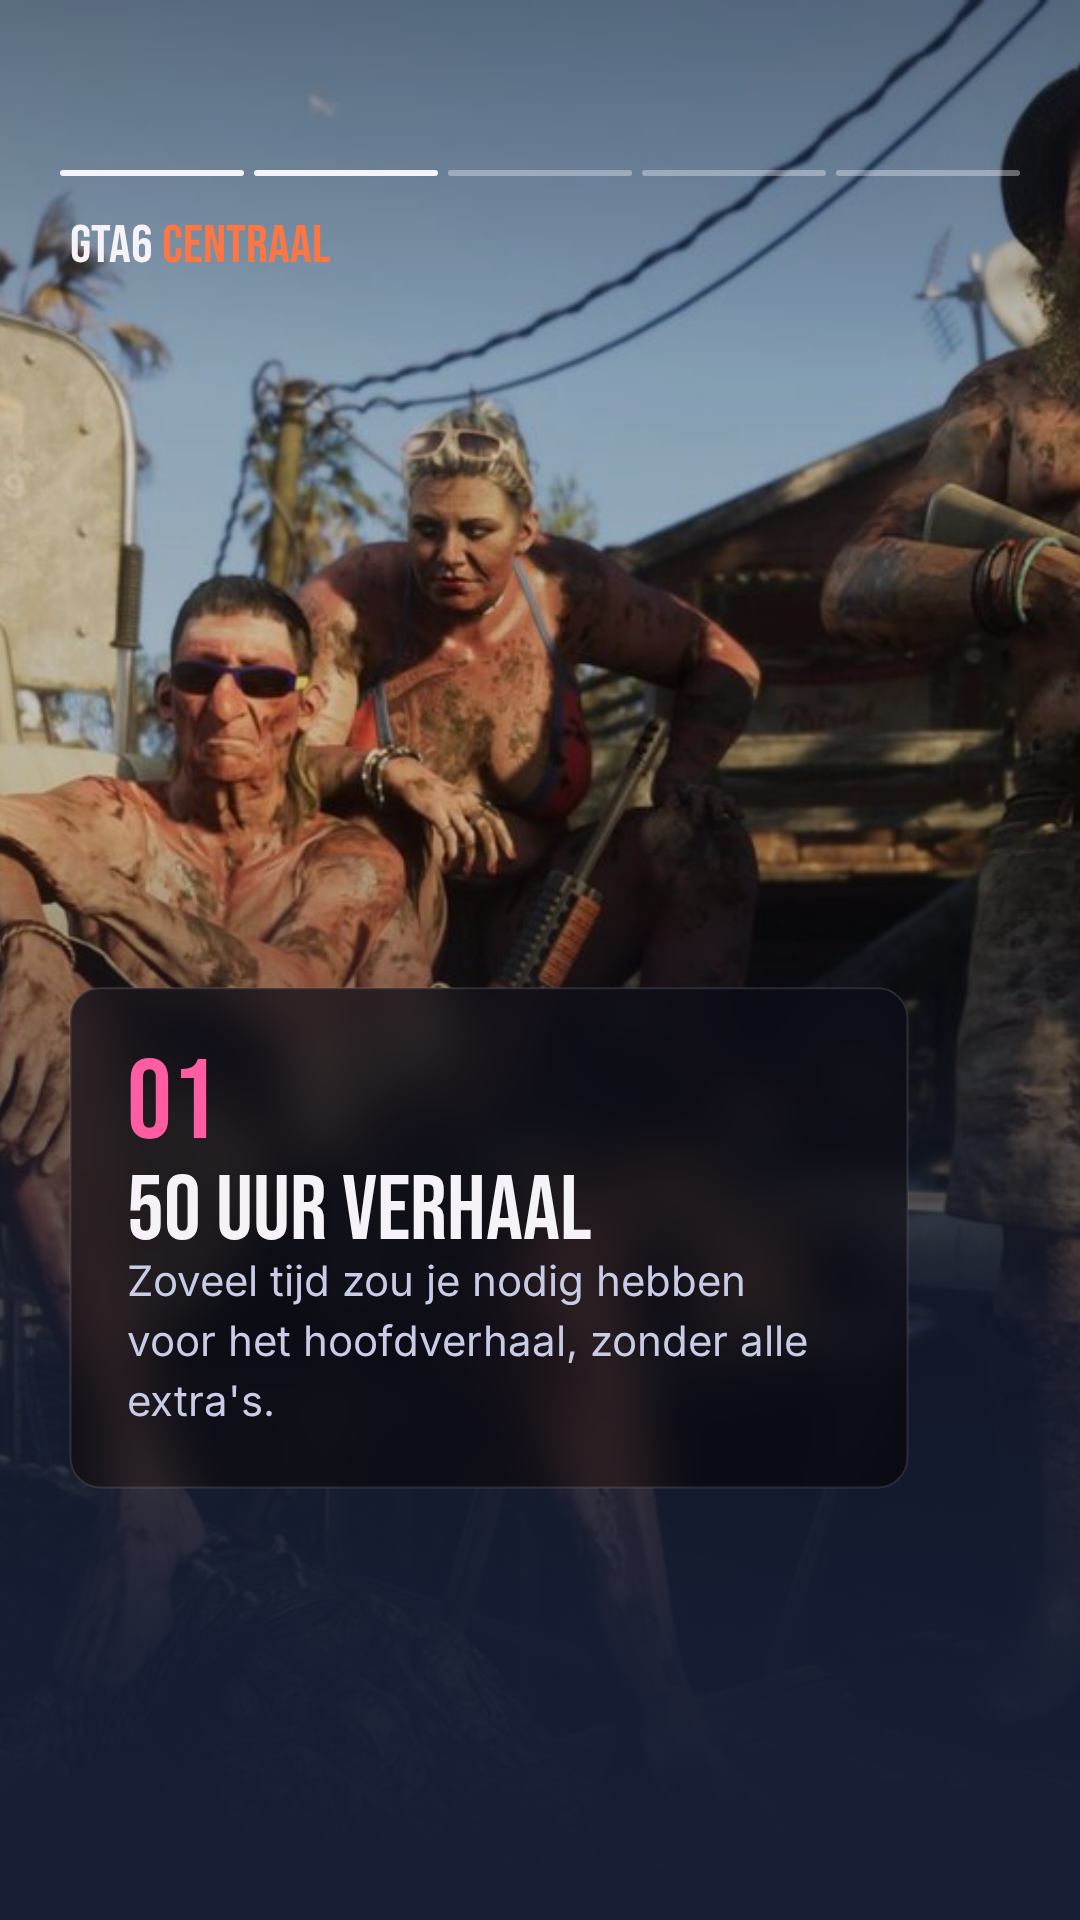 GTA6 CENTRAAL
01
50 UUR VERHAAL
Zoveel tijd zou je nodig hebben
voor het hoofdverhaal, zonder alle
extra's.